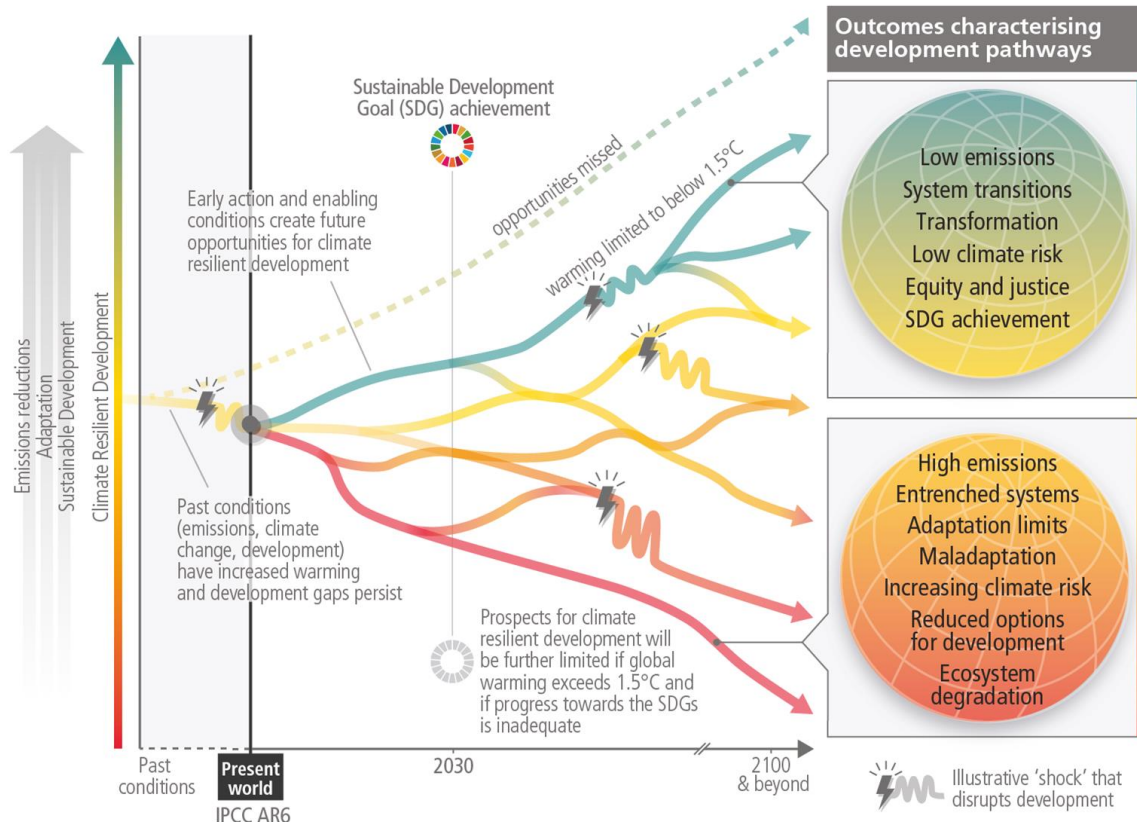 Outcomes characterising
development pathways
Sustainable Development
Goal (SDG) achievement
opportunities missed
warming limited to below 1.5°C
Early action and enabling
conditions create future
opportunities for climate
resilient development
Low emissions
System transitions
Transformation
Low climate risk
Equity and justice
SDG achievement
Emissions reductions
Adaptation
Sustainable Development
Climate Resilient Development
Past conditions
(emissions, climate
change, development)
have increased warming
and development gaps persist
Prospects for climate
resilient development will
be further limited if global
warming exceeds 1.5°C and
if progress towards the SDGs
is inadequate
High emissions
Entrenched systems
Adaptation limits
Maladaptation
Increasing climate risk
Reduced options
for development
Ecosystem
degradation
Past
conditions
Present
world
IPCC AR6
2030
2100
& beyond
Illustrative 'shock' that
disrupts development